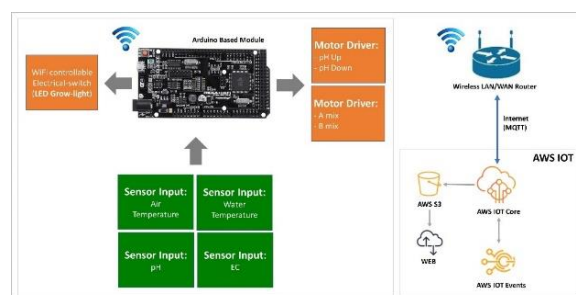 Arduino Based Module
WIFI controllable
Electrical-switch
(LED Grow-light)
Motor Driver:
- pH Up
- pH Down
Motor Driver:
- A mix
- B mix
Sensor Input:
Air
Temperature
Sensor Input:
Water
Temperature
Sensor Input:
pH
Sensor Input:
EC
Wireless LAN/WAN Router
Internet
(MQTT)
AWS IOT
AWS S3
AWS IOT Core
WEB
AWS IOT Events